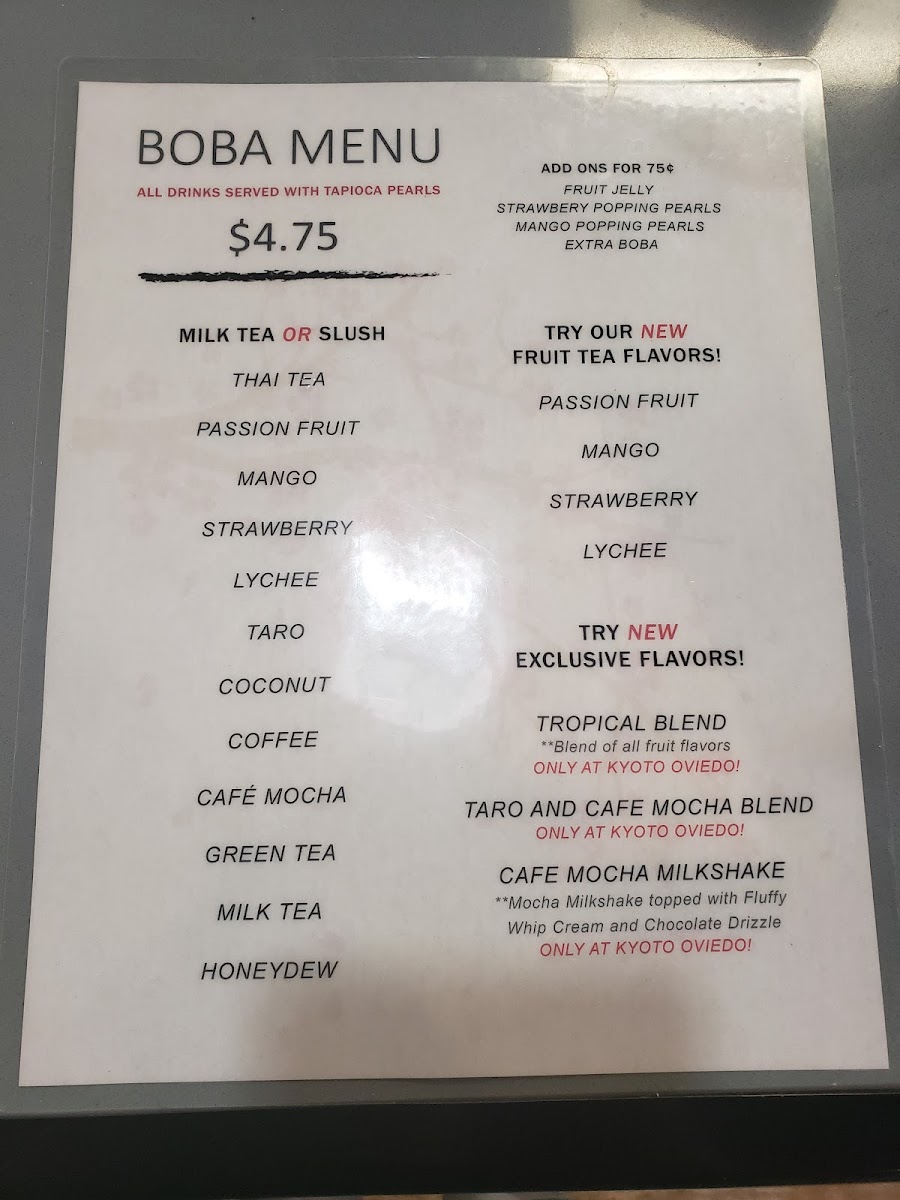 BOBA MENU
ALL DRINKS SERVED WITH TAPIOCA PEARLS
$4.75
ADD ONS FOR 75¢
FRUIT JELLY
STRAWBERY POPPING PEARLS
MANGO POPPING PEARLS
EXTRA BOBA
MILK TEA OR SLUSH
THAI TEA
PASSION FRUIT
MANGO
STRAWBERRY
LYCHEE
TARO
COCONUT
COFFEE
CAFÉ MOCHA
GREEN TEA
MILK TEA
HONEYDEW
TRY OUR NEW
FRUIT TEA FLAVORS!
PASSION FRUIT
MANGO
STRAWBERRY
LYCHEE
TRY NEW
EXCLUSIVE FLAVORS!
TROPICAL BLEND
**Blend of all fruit flavors
ONLY AT KYOTO OVIEDO!
TARO AND CAFE MOCHA BLEND
ONLY AT KYOTO OVIEDO!
CAFE MOCHA MILKSHAKE
**Mocha Milkshake topped with Fluffy
Whip Cream and Chocolate Drizzle
ONLY AT KYOTO OVIEDO!